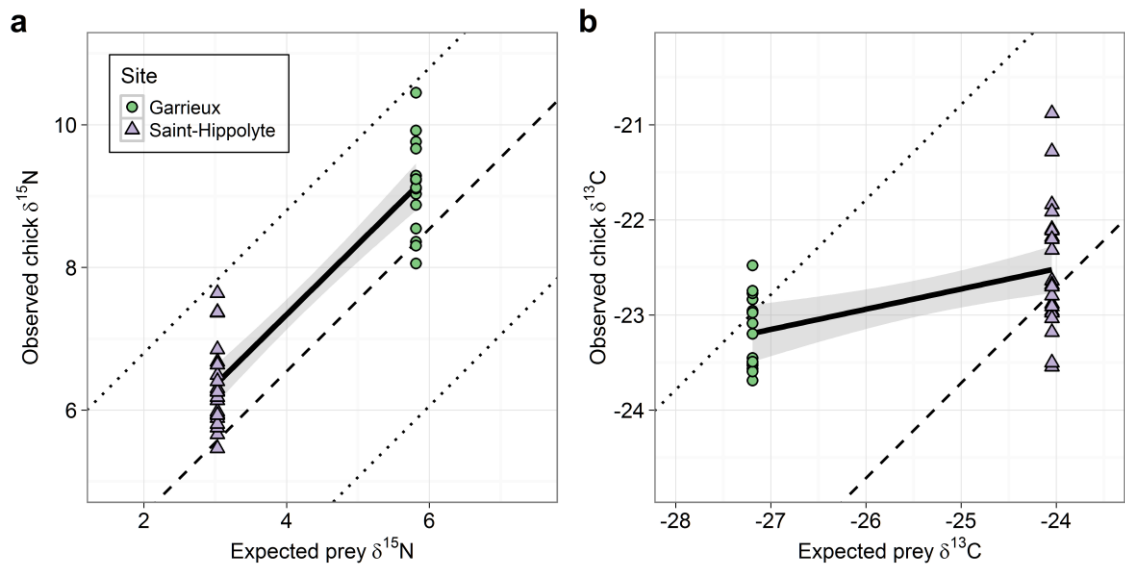 a
b
Site
Garrieux
Saint-Hippolyte
10
8
6
Observed chick δ¹⁵N
2 4 6
Expected prey δ¹⁵N
-21
-22
-23
-24
Observed chick δ¹³C
-28 -27 -26 -25 -24
Expected prey δ¹³C